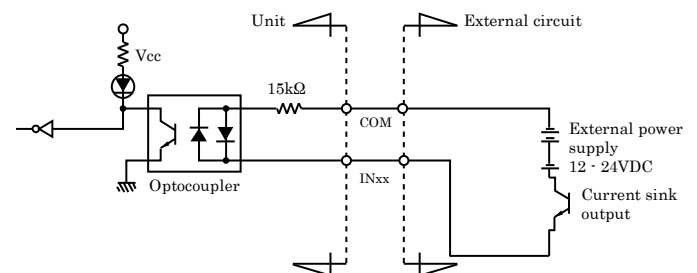 Unit
External circuit
Vcc
15kΩ
COM
External power
supply
12 - 24VDC
INxx
Optocoupler
Current sink
output